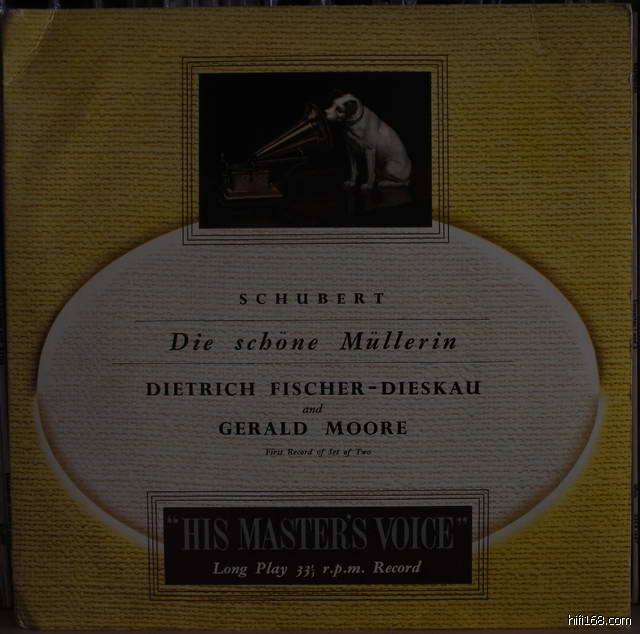 SCHUBERT
Die schöne Müllerin
DIETRICH FISCHER-DIESKAU
and
GERALD MOORE
First Record of Set of Two
"HIS MASTER'S VOICE"
Long Play 33⅓ r.p.m. Record
hifi168.com